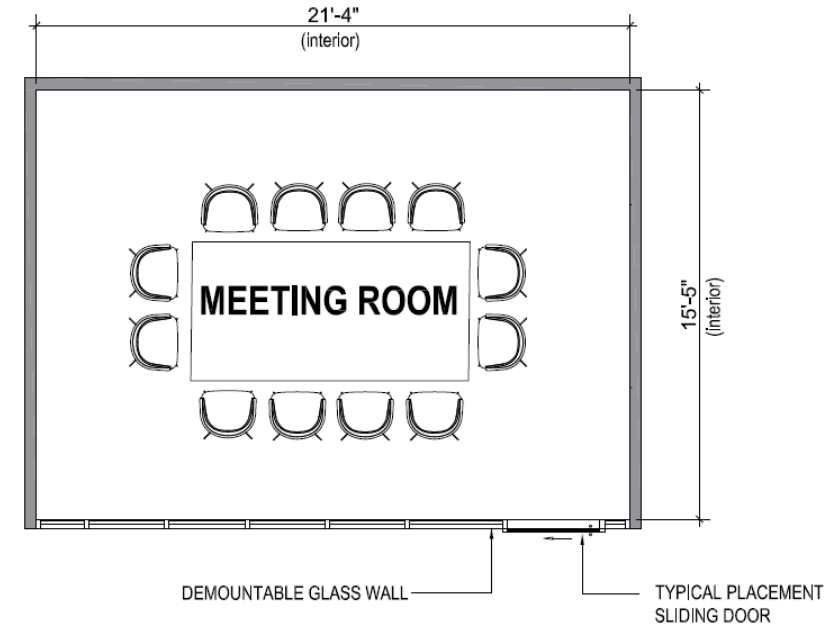 21'-4"
(interior)
MEETING ROOM
15'-5"
(interior)
DEMOUNTABLE GLASS WALL
TYPICAL PLACEMENT
SLIDING DOOR